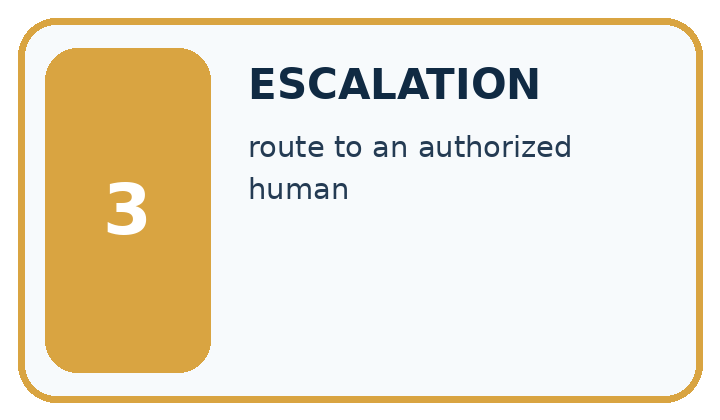 3
ESCALATION
route to an authorized
human